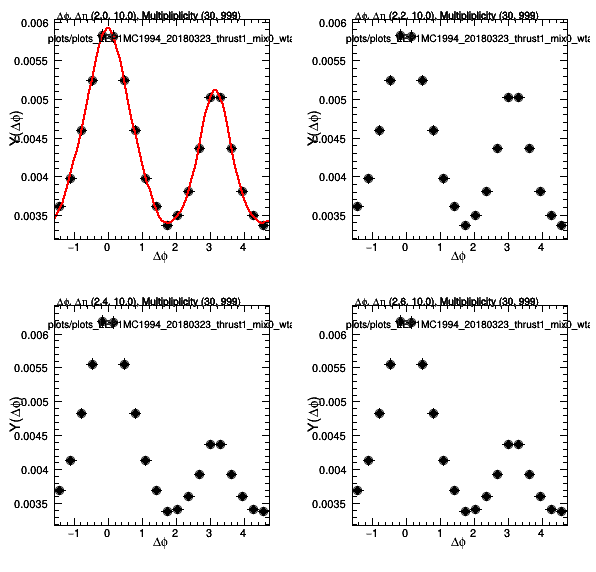 Δϕ, Δη (2.0, 10.0), Multipliplicity (30, 999)
plots/plots_LEP1MC1994_20180323_thrust1_mix0_wta
Y(Δϕ)
0.006
0.0055
0.005
0.0045
0.004
0.0035
−1 0 1 2 3 4
Δϕ
Δϕ, Δη (2.2, 10.0), Multipliplicity (30, 999)
plots/plots_LEP1MC1994_20180323_thrust1_mix0_wta
Y(Δϕ)
0.006
0.0055
0.005
0.0045
0.004
0.0035
−1 0 1 2 3 4
Δϕ
Δϕ, Δη (2.4, 10.0), Multipliplicity (30, 999)
plots/plots_LEP1MC1994_20180323_thrust1_mix0_wta
Y(Δϕ)
0.006
0.0055
0.005
0.0045
0.004
0.0035
−1 0 1 2 3 4
Δϕ
Δϕ, Δη (2.6, 10.0), Multipliplicity (30, 999)
plots/plots_LEP1MC1994_20180323_thrust1_mix0_wta
Y(Δϕ)
0.006
0.0055
0.005
0.0045
0.004
0.0035
−1 0 1 2 3 4
Δϕ